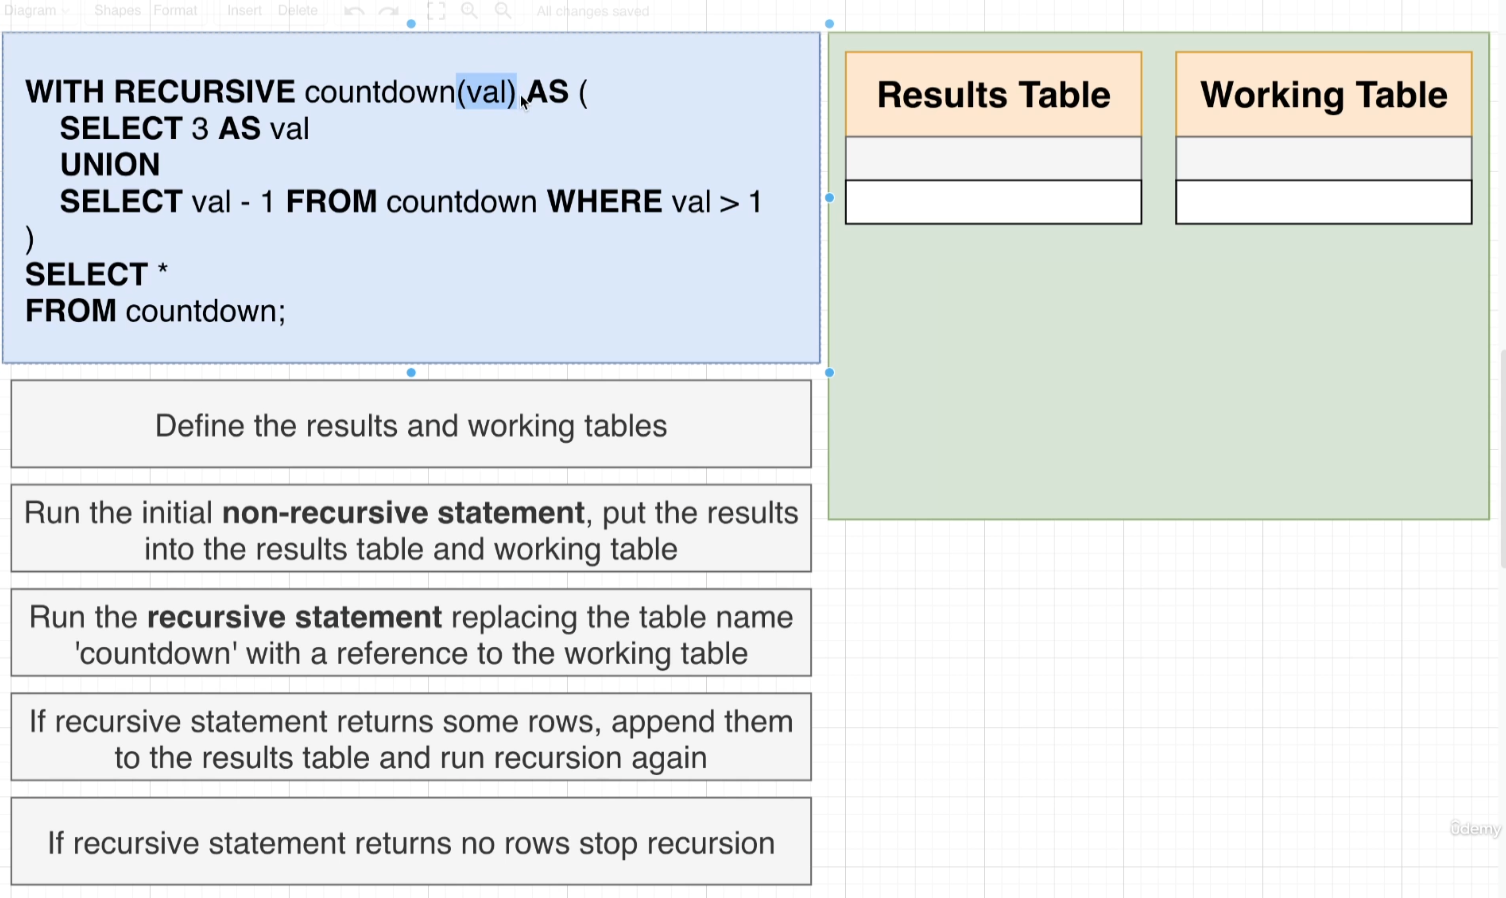 Diagram Shapes Format Insert Delete All changes saved
WITH RECURSIVE countdown(val) AS (
SELECT 3 AS val
UNION
SELECT val - 1 FROM countdown WHERE val > 1
)
SELECT *
FROM countdown;
Results Table
Working Table
Define the results and working tables
Run the initial non-recursive statement, put the results
into the results table and working table
Run the recursive statement replacing the table name
'countdown' with a reference to the working table
If recursive statement returns some rows, append them
to the results table and run recursion again
If recursive statement returns no rows stop recursion
ûdemy